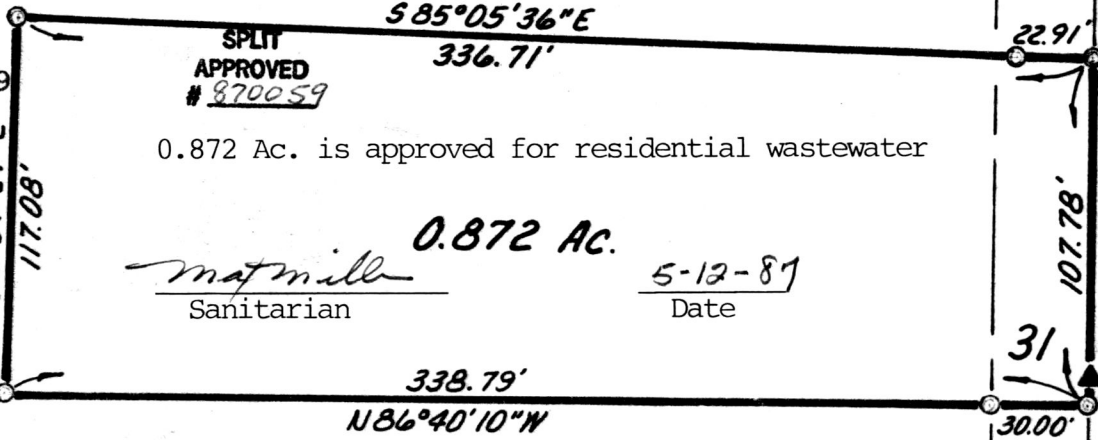 S 85°05'36"E
336.71'
22.91'
SPLIT
APPROVED
# 870059
0.872 Ac. is approved for residential wastewater
117.08'
107.78'
0.872 AC.
5-12-87
Sanitarian
Date
31
338.79'
N86°40'10"W
30.00'